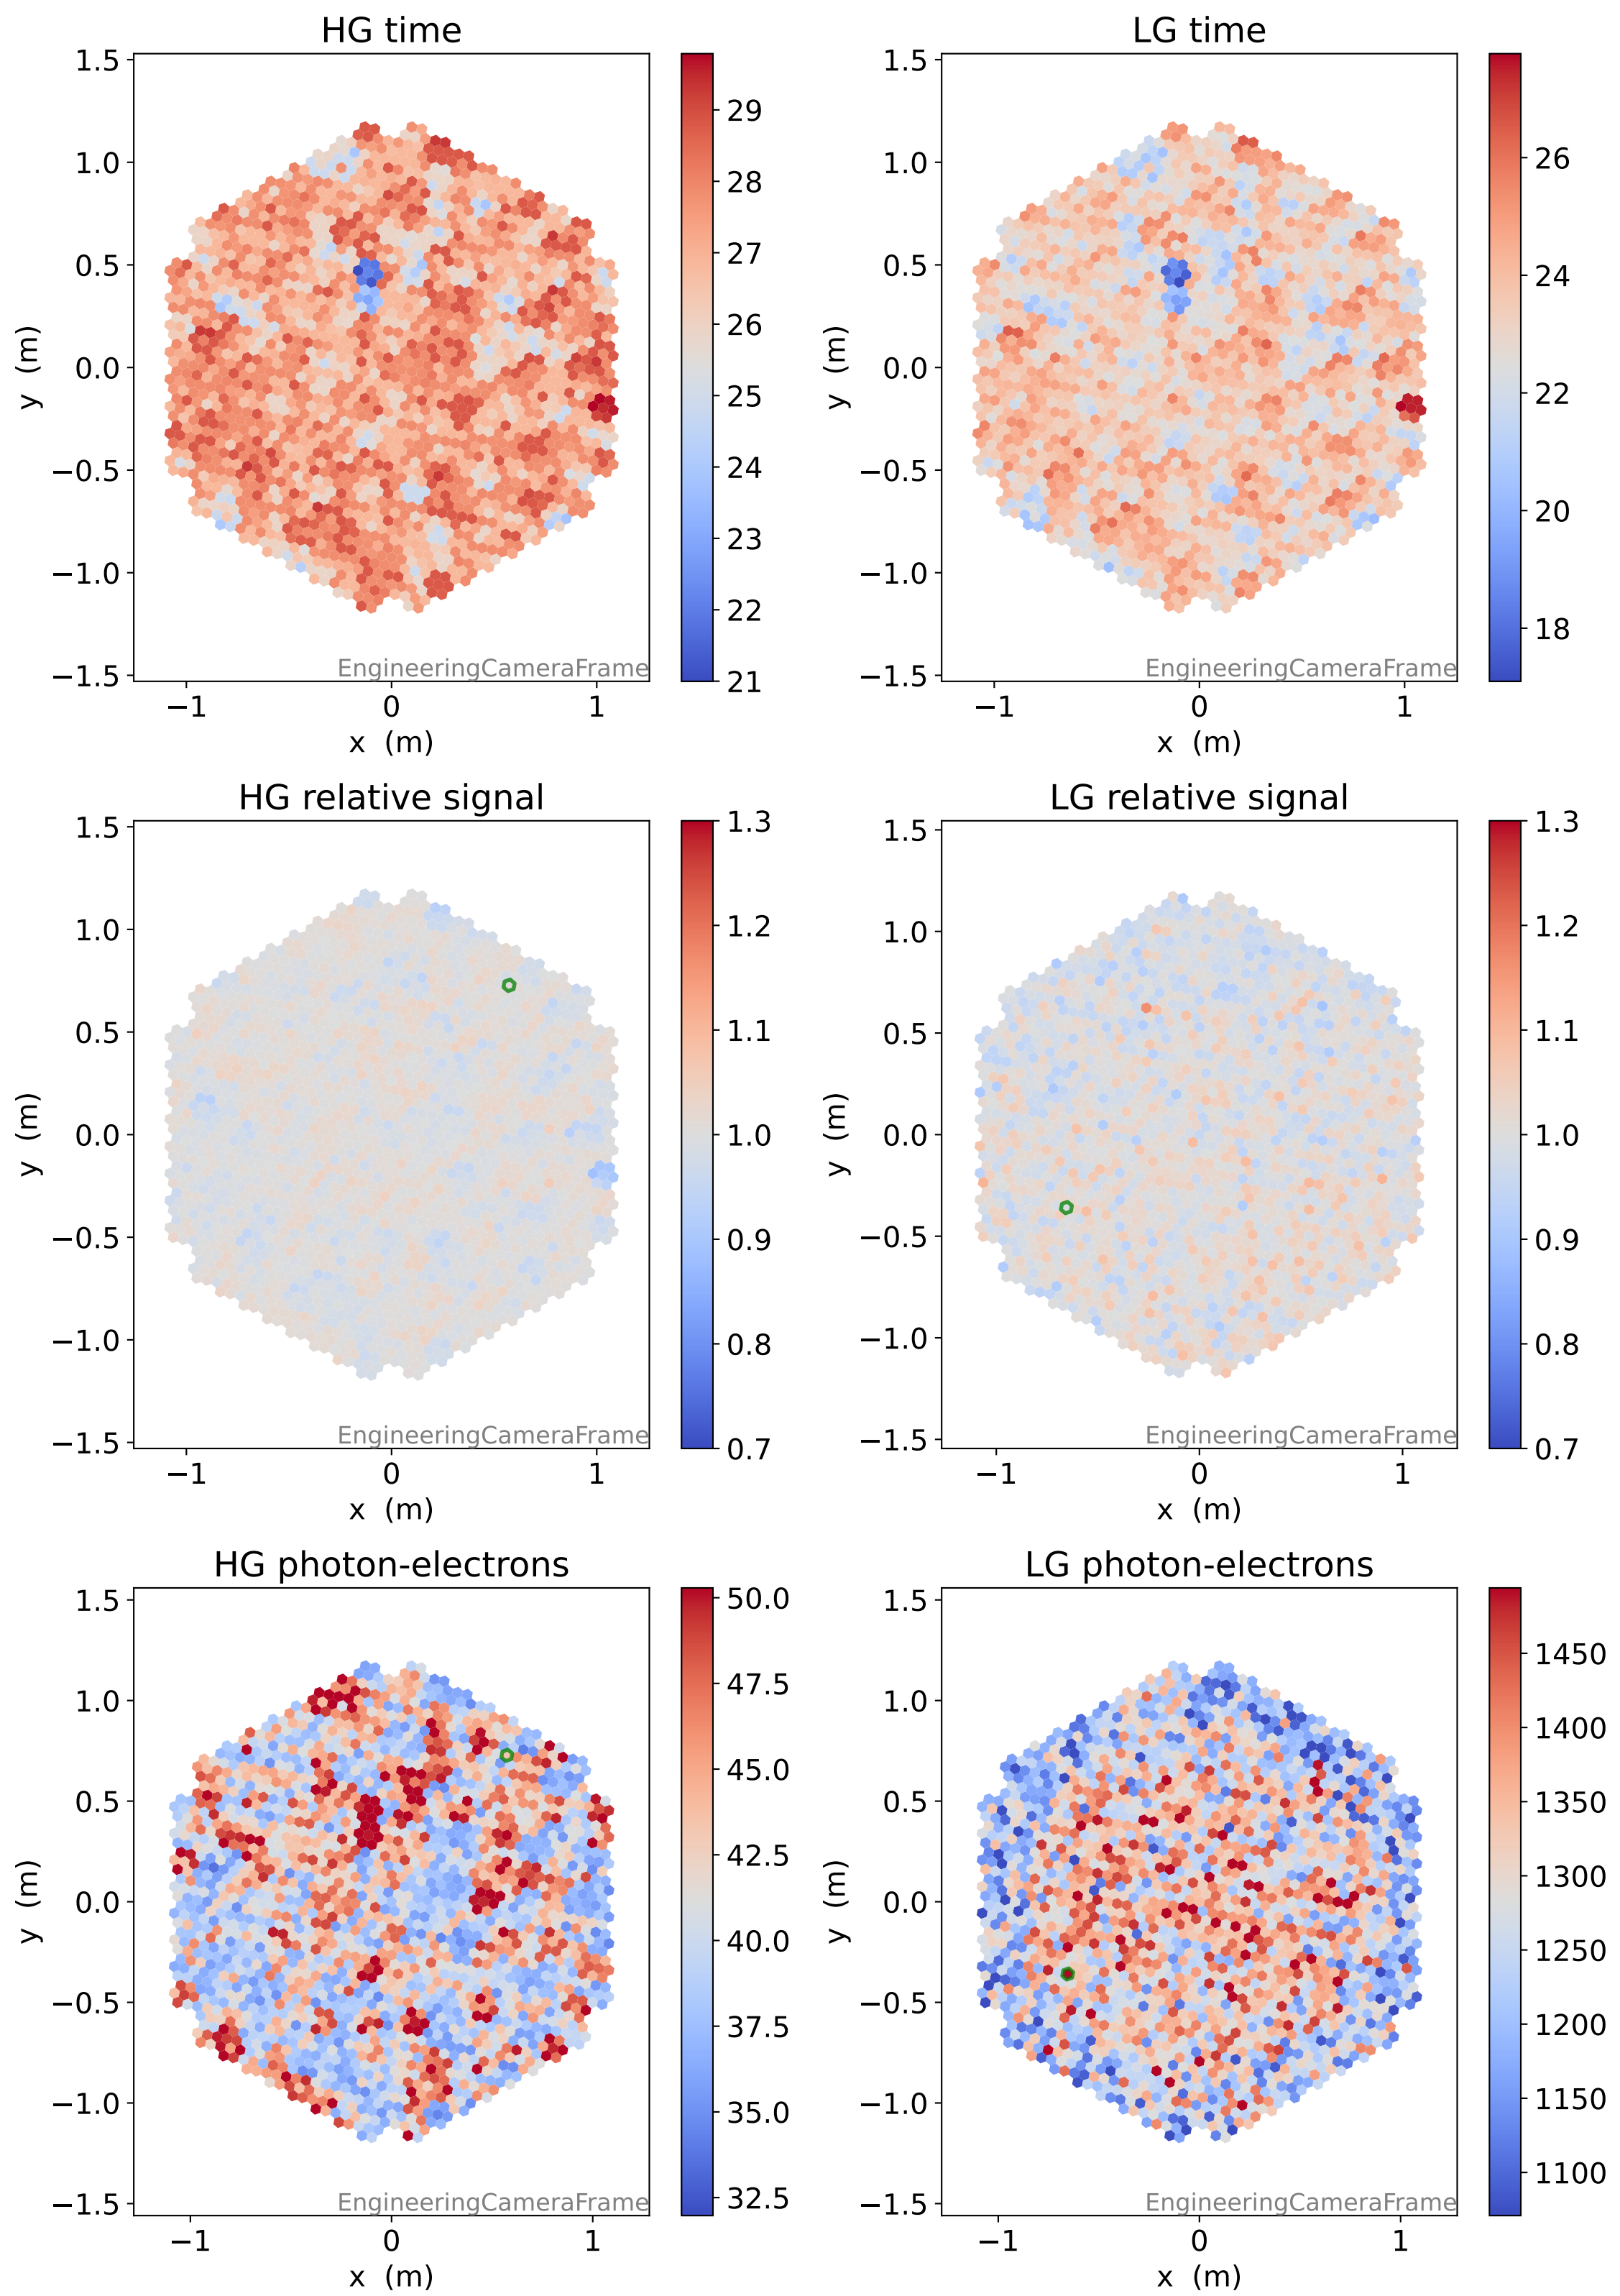 HG time
1.5
1.0
0.5
0.0
−0.5
−1.0
−1.5
y (m)
−1 0 1
x (m)
EngineeringCameraFrame
29
28
27
26
25
24
23
22
21
LG time
1.5
1.0
0.5
0.0
−0.5
−1.0
−1.5
y (m)
−1 0 1
x (m)
EngineeringCameraFrame
26
24
22
20
18
HG relative signal
1.5
1.0
0.5
0.0
−0.5
−1.0
−1.5
y (m)
−1 0 1
x (m)
EngineeringCameraFrame
1.3
1.2
1.1
1.0
0.9
0.8
0.7
LG relative signal
1.5
1.0
0.5
0.0
−0.5
−1.0
−1.5
y (m)
−1 0 1
x (m)
EngineeringCameraFrame
1.3
1.2
1.1
1.0
0.9
0.8
0.7
HG photon-electrons
1.5
1.0
0.5
0.0
−0.5
−1.0
−1.5
y (m)
−1 0 1
x (m)
EngineeringCameraFrame
50.0
47.5
45.0
42.5
40.0
37.5
35.0
32.5
LG photon-electrons
1.5
1.0
0.5
0.0
−0.5
−1.0
−1.5
y (m)
−1 0 1
x (m)
EngineeringCameraFrame
1450
1400
1350
1300
1250
1200
1150
1100